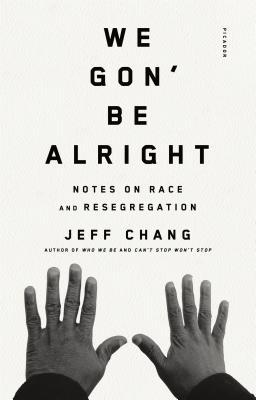 WE
GON'
BE
ALRIGHT
NOTES ON RACE
AND RESEGREGATION
JEFF CHANG
AUTHOR OF WHO WE BE AND CAN'T STOP WON'T STOP
PICADOR